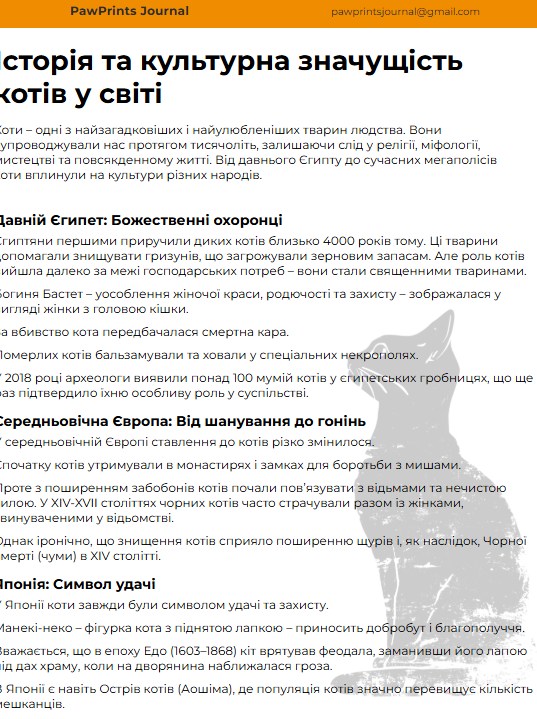 PawPrints Journal
pawprintsjournal@gmail.com
Історія та культурна значущість
котів у світі
Коти – одні з найзагадковіших і найулюбленіших тварин людства. Вони
упроводжували нас протягом тисячоліть, залишаючи слід у релігії, міфології,
мистецтві та повсякденному житті. Від давнього Єгипту до сучасних мегаполісів
коти вплинули на культури різних народів.
Давній Єгипет: Божественні охоронці
Єгиптяни першими приручили диких котів близько 4000 років тому. Ці тварини
допомагали знищувати гризунів, що загрожували зерновим запасам. Але роль котів
вийшла далеко за межі господарських потреб – вони стали священними тваринами.
Богиня Бастет – уособлення жіночої краси, родючості та захисту – зображалася у
вигляді жінки з головою кішки.
За вбивство кота передбачалася смертна кара.
Померлих котів бальзамували та ховали у спеціальних некрополях.
У 2018 році археологи виявили понад 100 мумій котів у єгипетських гробницях, що ще
раз підтвердило їхню особливу роль у суспільстві.
Середньовічна Європа: Від шанування до гонінь
У середньовічній Європі ставлення до котів різко змінилося.
Спочатку котів утримували в монастирях і замках для боротьби з мишами.
Проте з поширенням забобонів котів почали пов’язувати з відьмами та нечистою
силою. У XIV-XVII століттях чорних котів часто страчували разом із жінками,
звинуваченими у відьомстві.
Однак іронічно, що знищення котів сприяло поширенню щурів і, як наслідок, Чорної
смерті (чуми) в XIV столітті.
Японія: Символ удачі
У Японії коти завжди були символом удачі та захисту.
Манекі-неко – фігурка кота з піднятою лапкою – приносить добробут і благополуччя.
Вважається, що в епоху Едо (1603–1868) кіт врятував феодала, заманивши його лапою
під дах храму, коли на дворянина наближалася гроза.
В Японії є навіть Острів котів (Аошіма), де популяція котів значно перевищує кількість
мешканців.